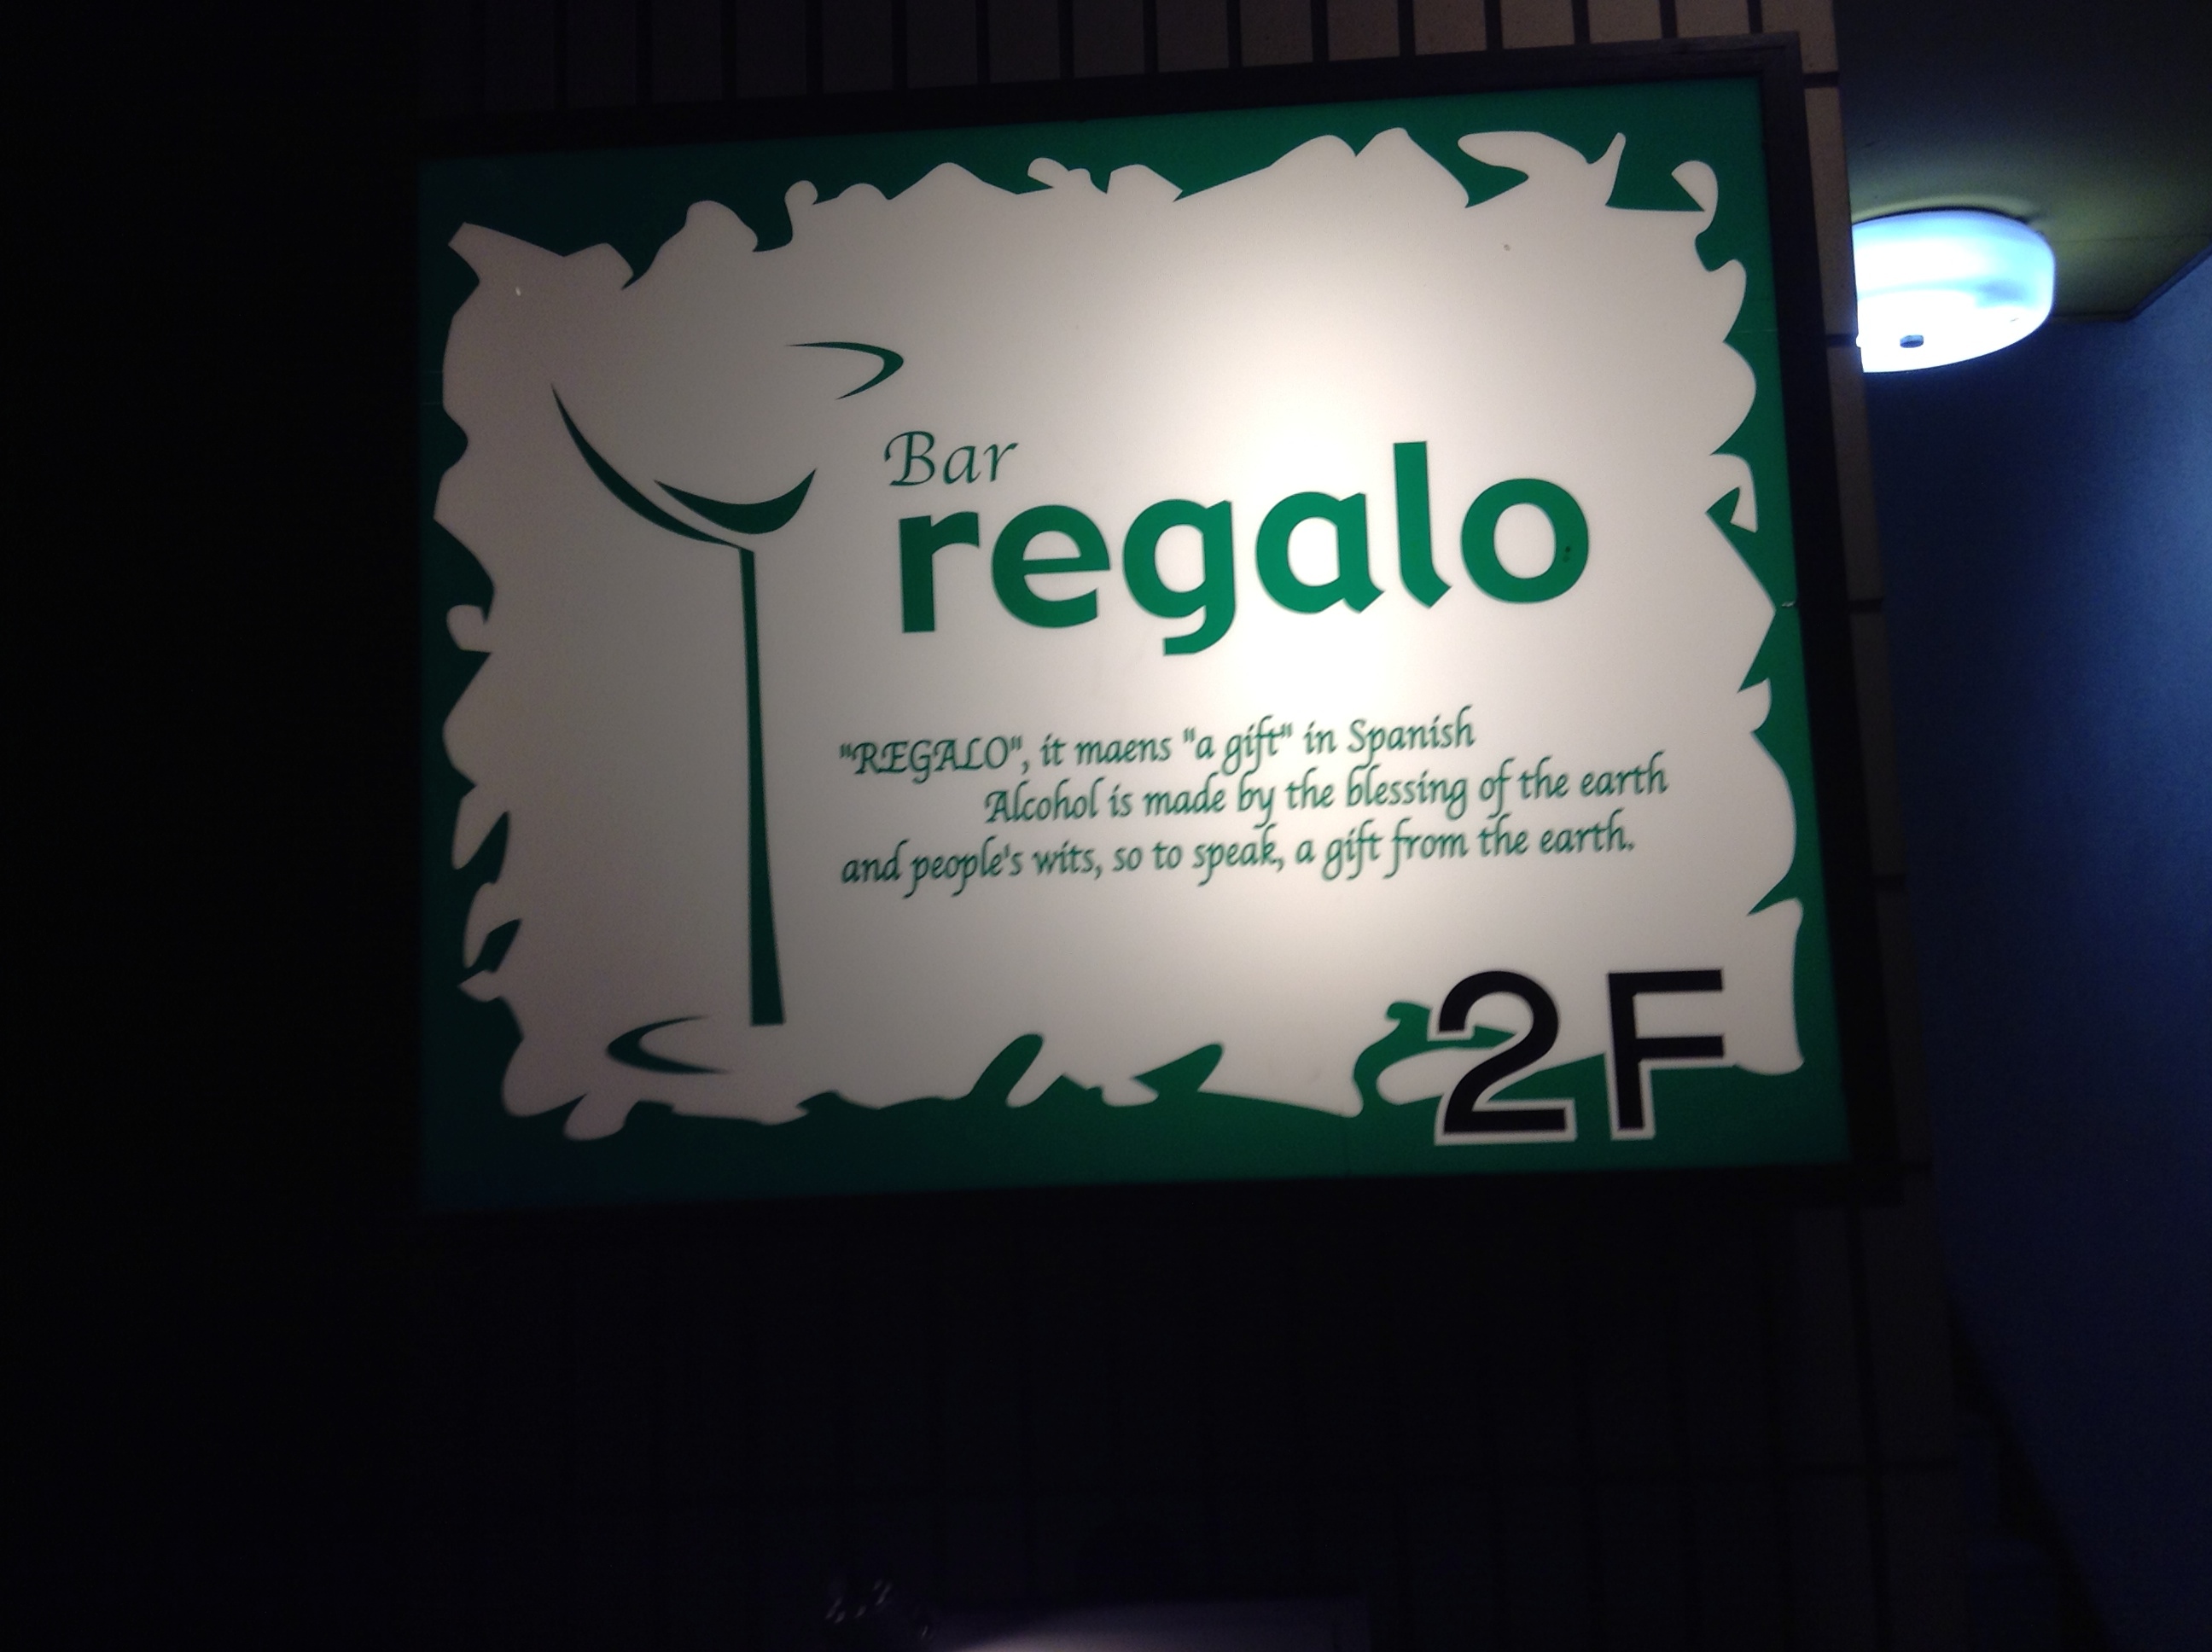 Bar
regalo
"REGALO", it maens "a gift" in Spanish
Alcohol is made by the blessing of the earth
and people's wits, so to speak, a gift from the earth.
2F